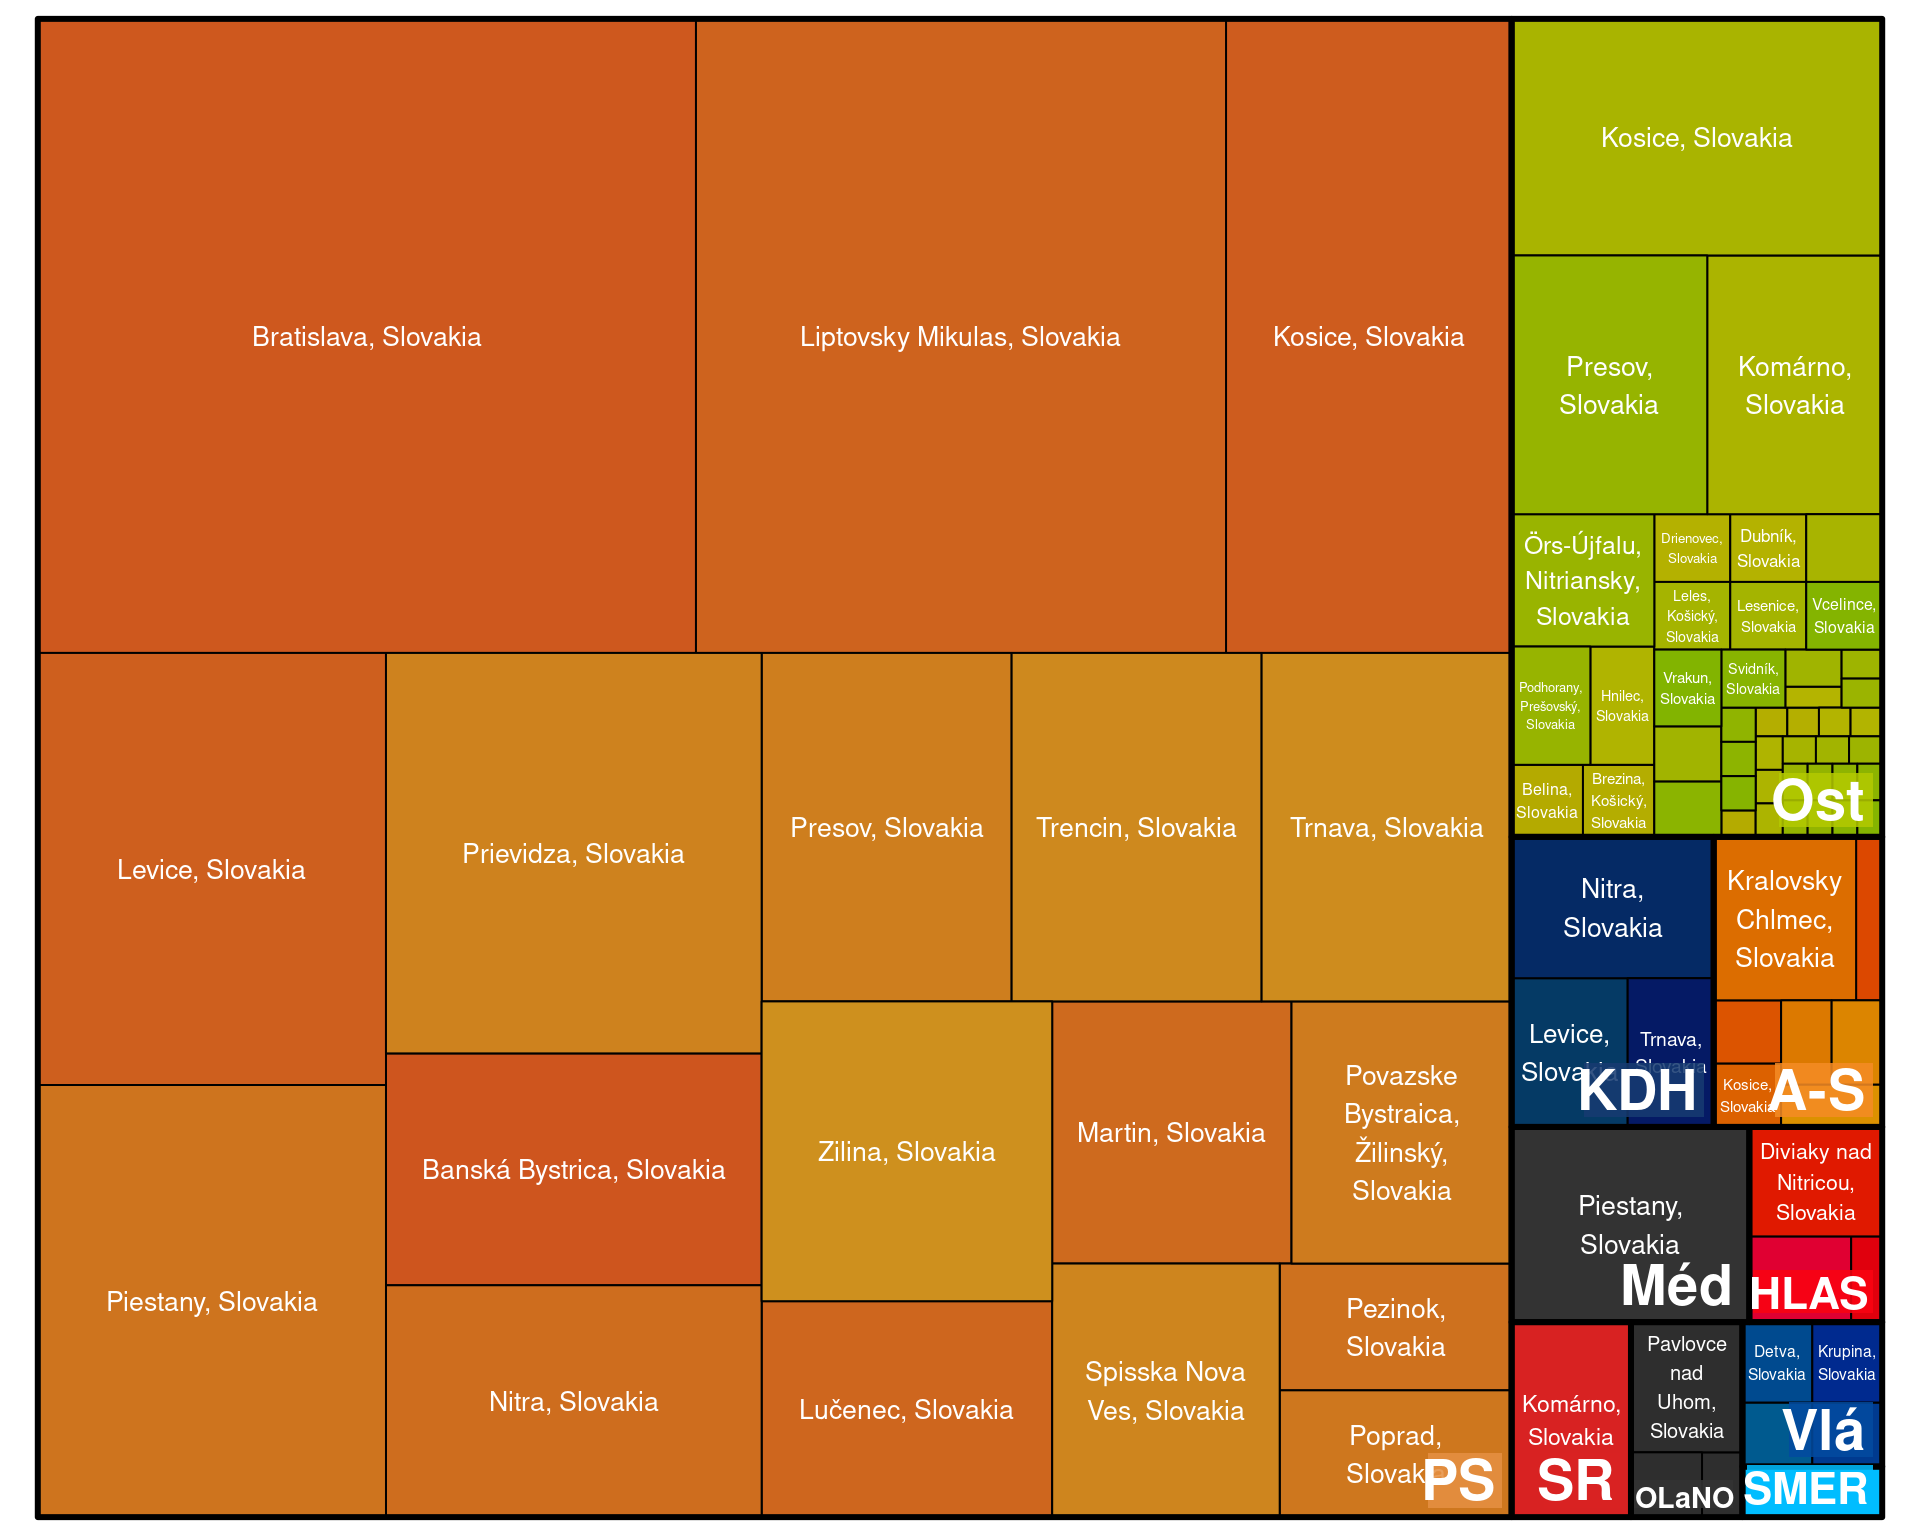 Bratislava, Slovakia
Liptovsky Mikulas, Slovakia
Kosice, Slovakia
Levice, Slovakia
Piestany, Slovakia
Prievidza, Slovakia
Banská Bystrica, Slovakia
Nitra, Slovakia
Presov, Slovakia
Trencin, Slovakia
Trnava, Slovakia
Zilina, Slovakia
Lučenec, Slovakia
Martin, Slovakia
Povazske
Bystraica,
Žilinský,
Slovakia
Spisska Nova
Ves, Slovakia
Pezinok,
Slovakia
Poprad,
Slovakia
PS
Kosice, Slovakia
Presov,
Slovakia
Komárno,
Slovakia
Örs-Újfalu,
Nitriansky,
Slovakia
Drienovec,
Slovakia
Dubník,
Slovakia
Leles,
Košický,
Slovakia
Lesenice,
Slovakia
Vcelince,
Slovakia
Podhorany,
Prešovský,
Slovakia
Hnilec,
Slovakia
Vrakun,
Slovakia
Svidník,
Slovakia
Belina,
Slovakia
Brezina,
Košický,
Slovakia
Ost
Nitra,
Slovakia
Levice,
Slovakia
Trnava,
Slovakia
KDH
Kralovsky
Chlmec,
Slovakia
Kosice,
Slovakia
A-S
Piestany,
Slovakia
Méd
Diviaky nad
Nitricou,
Slovakia
HLAS
Komárno,
Slovakia
SR
Pavlovce
nad
Uhom,
Slovakia
OLaNO
Detva,
Slovakia
Krupina,
Slovakia
Vlá
SMER